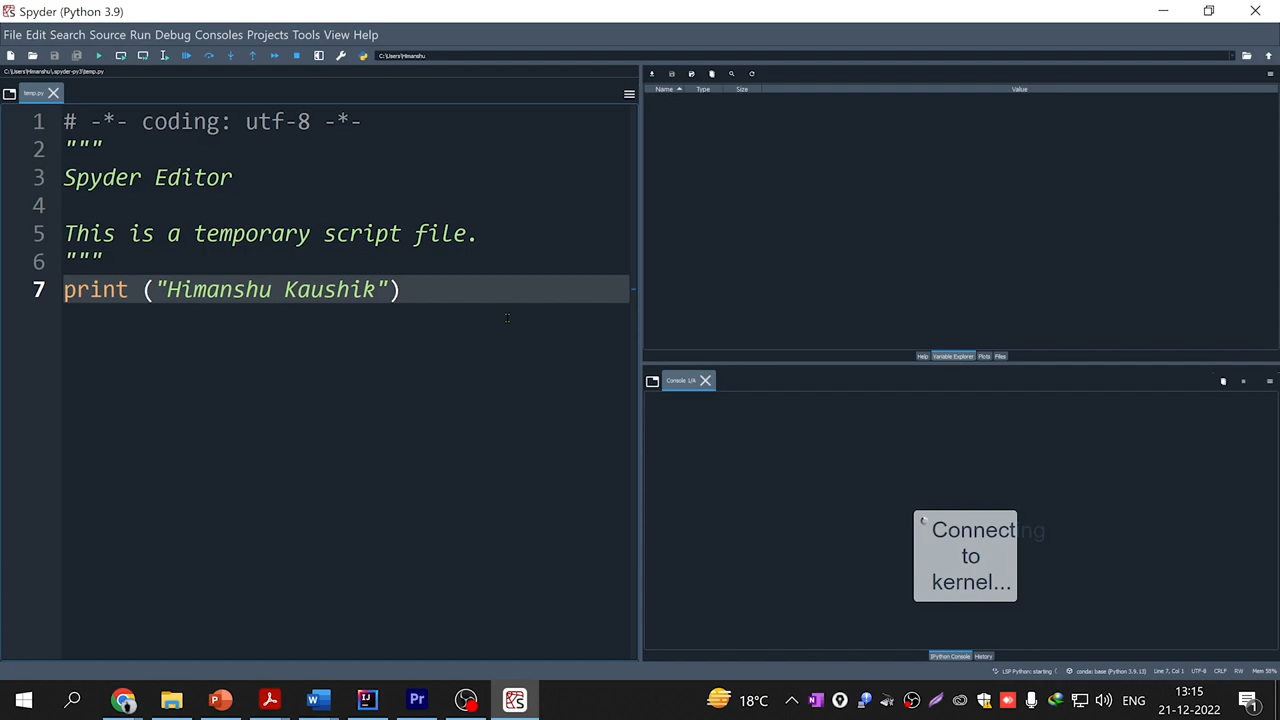 Spyder (Python 3.9)
File Edit Search Source Run Debug Consoles Projects Tools View Help
C:\Users\Himanshu
C:\Users\Himanshu\.spyder-py3\temp.py
temp.py
1 # -*- coding: utf-8 -*-
2 """
3 Spyder Editor
4
5 This is a temporary script file.
6 """
7 print ("Himanshu Kaushik")
Name Type Size Value
Help Variable Explorer Plots Files
Console 1/A
Connecting
to
kernel...
IPython Console History
LSP Python: starting conda: base (Python 3.9.13) Line 7, Col 1 UTF-8 CRLF RW Mem 58%
18°C ENG 13:15
21-12-2022 1